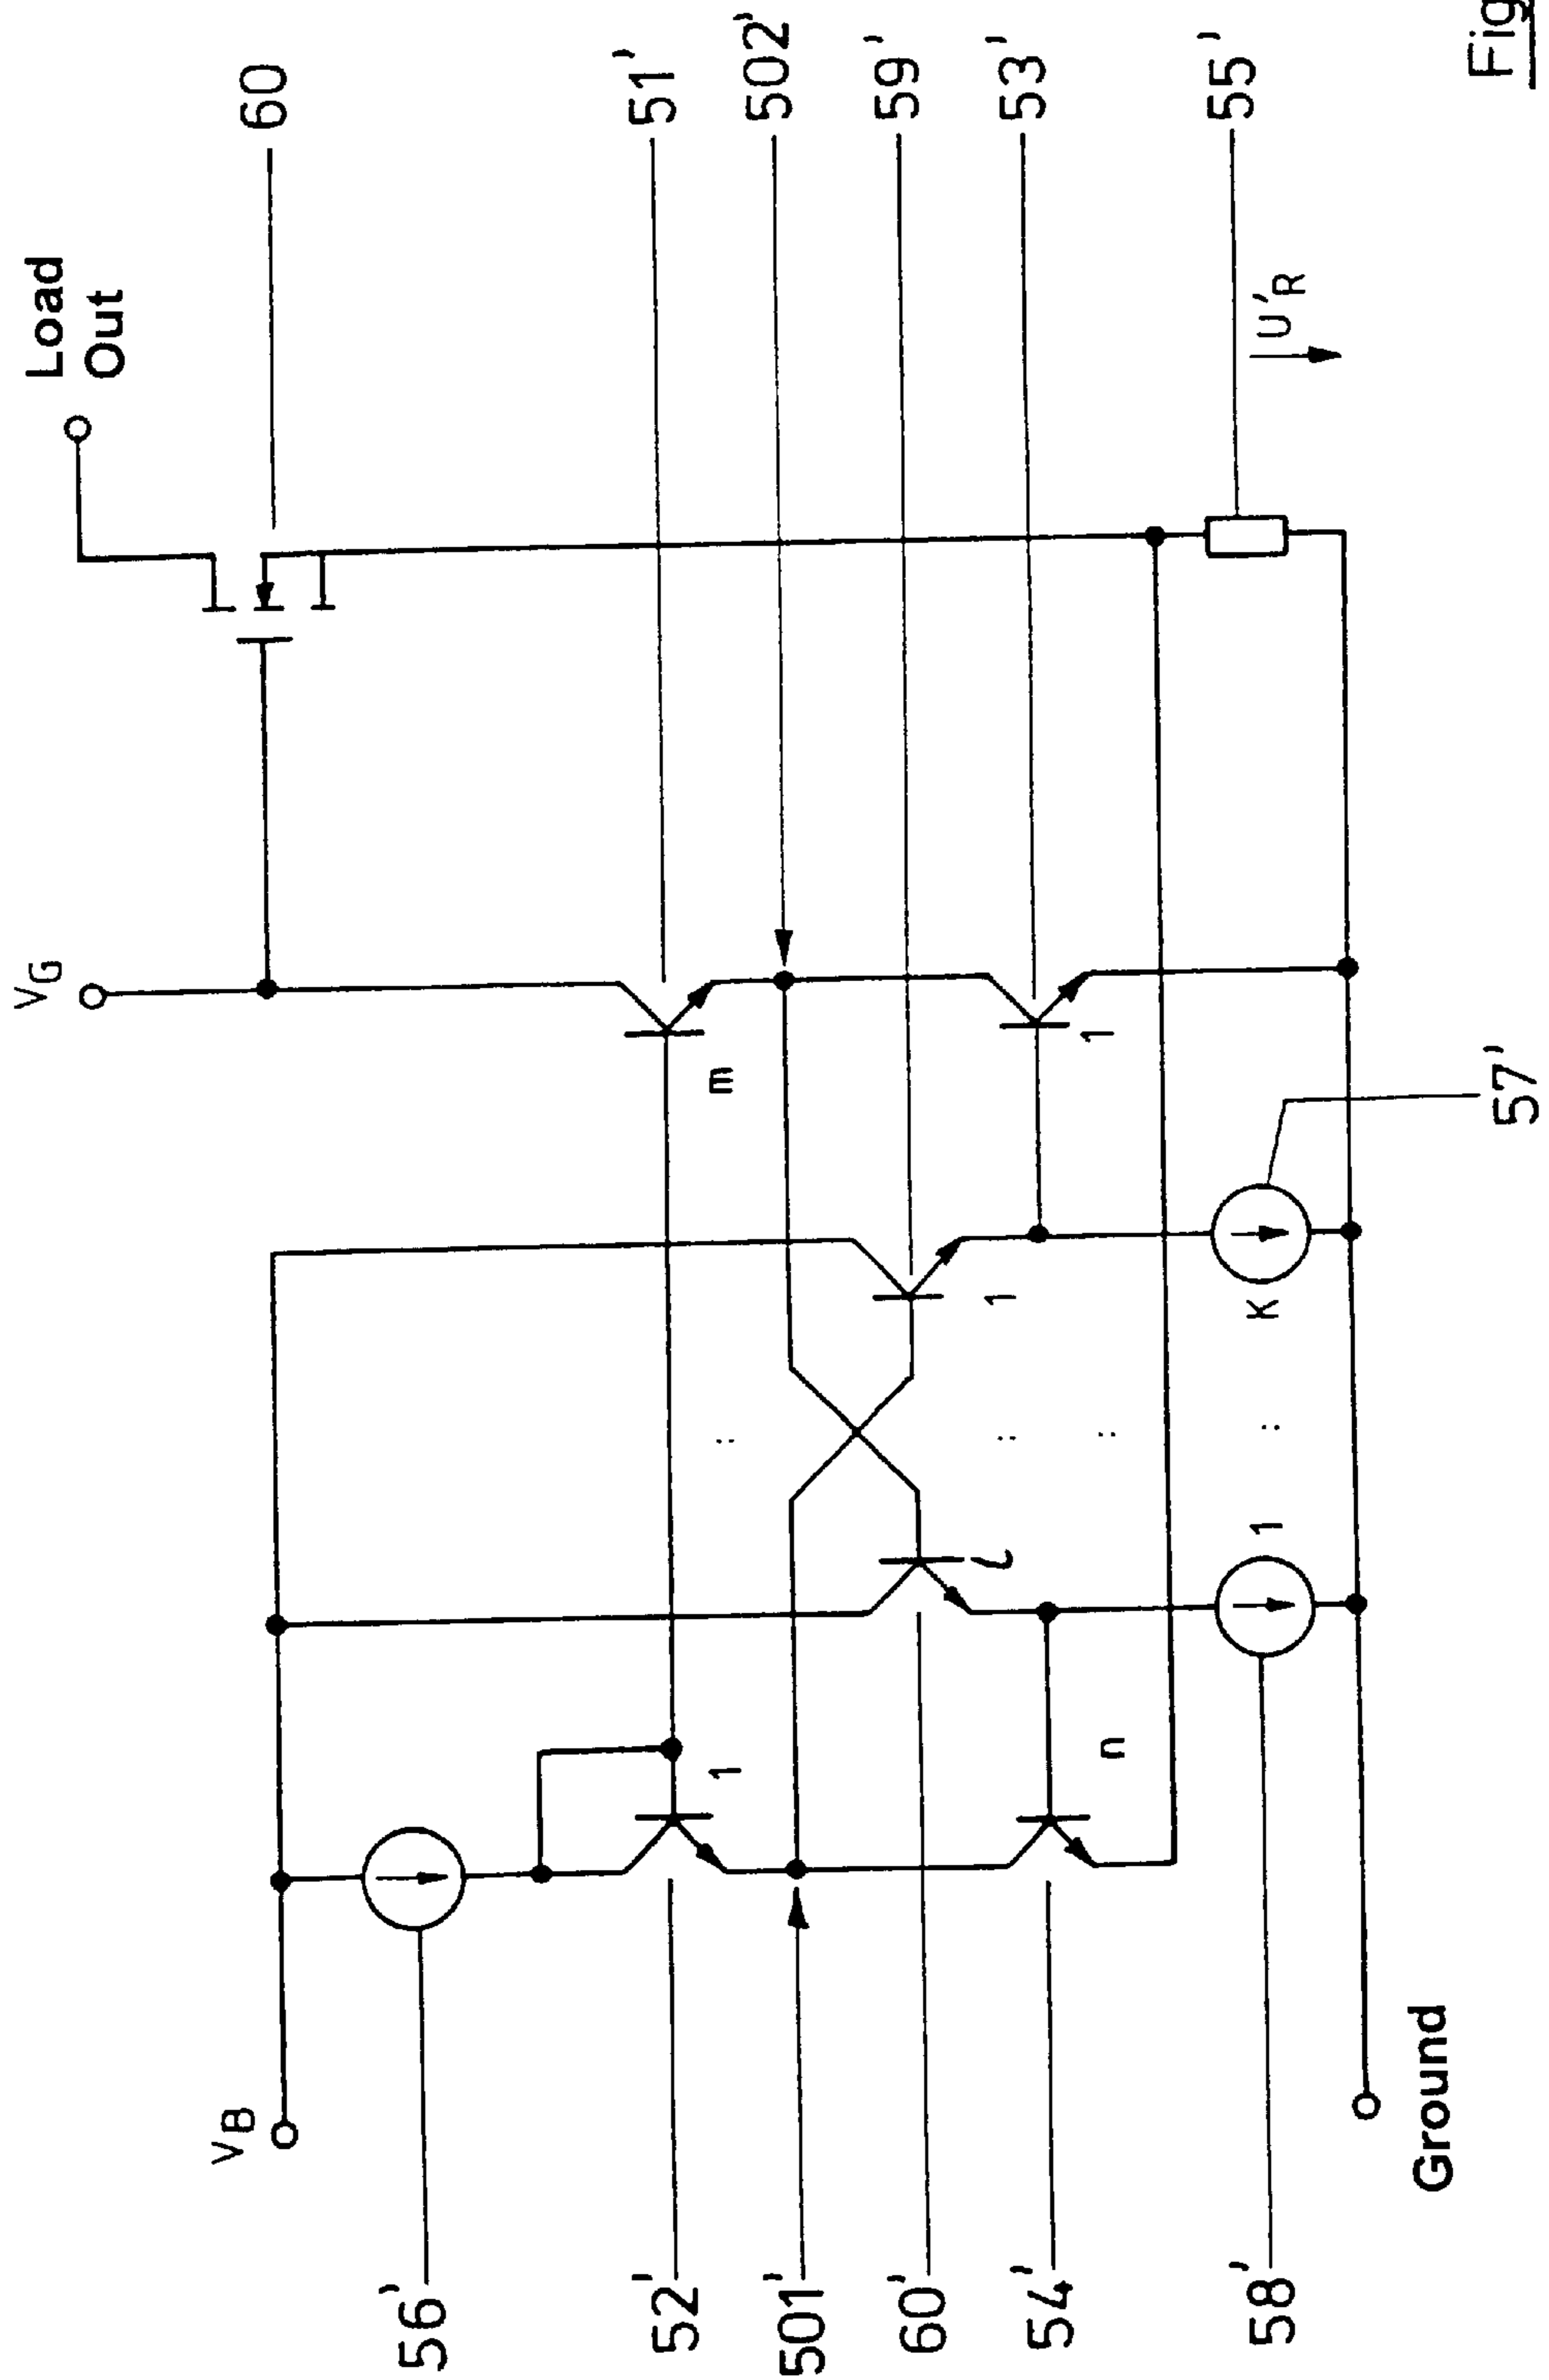 Load
Out
60
51'
502'
59'
53'
55'
U'R
VG
m
1
57'
1
K
:
:
:
:
l
1
1
n
VB
56'
52'
501'
60'
54'
58'
Ground
Fig